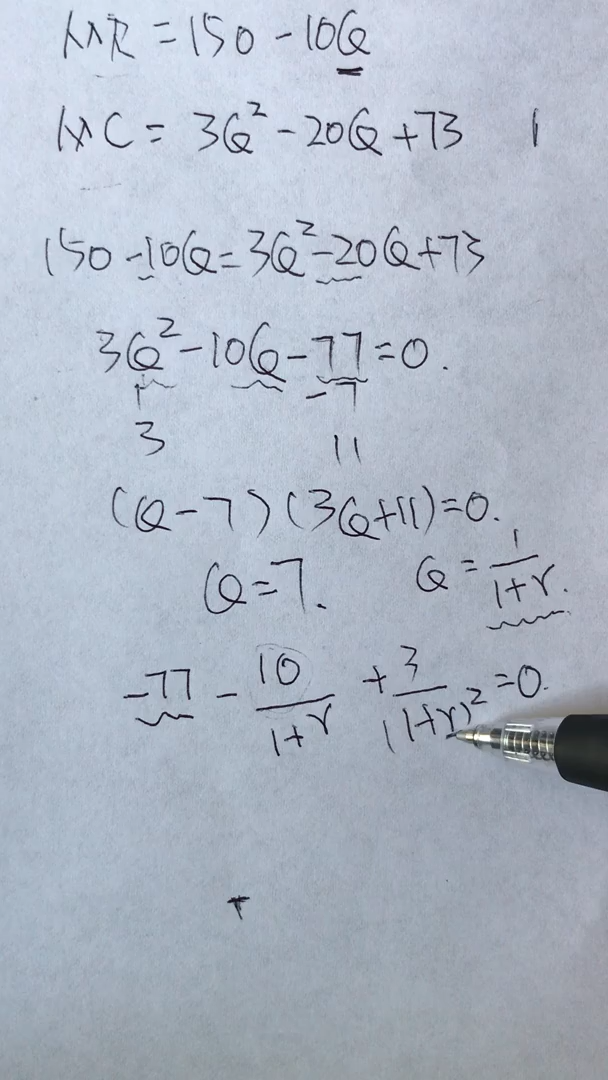 MR = 150 - 10Q
MC = 3Q² - 20Q + 73
150 - 10Q = 3Q² - 20Q + 73
3Q² - 10Q - 77 = 0.
1 -7
3 11
(Q - 7)(3Q + 11) = 0.
Q = 7. Q = 1/(1+r).
-77 - 10/(1+r) + 3/(1+r)² = 0.